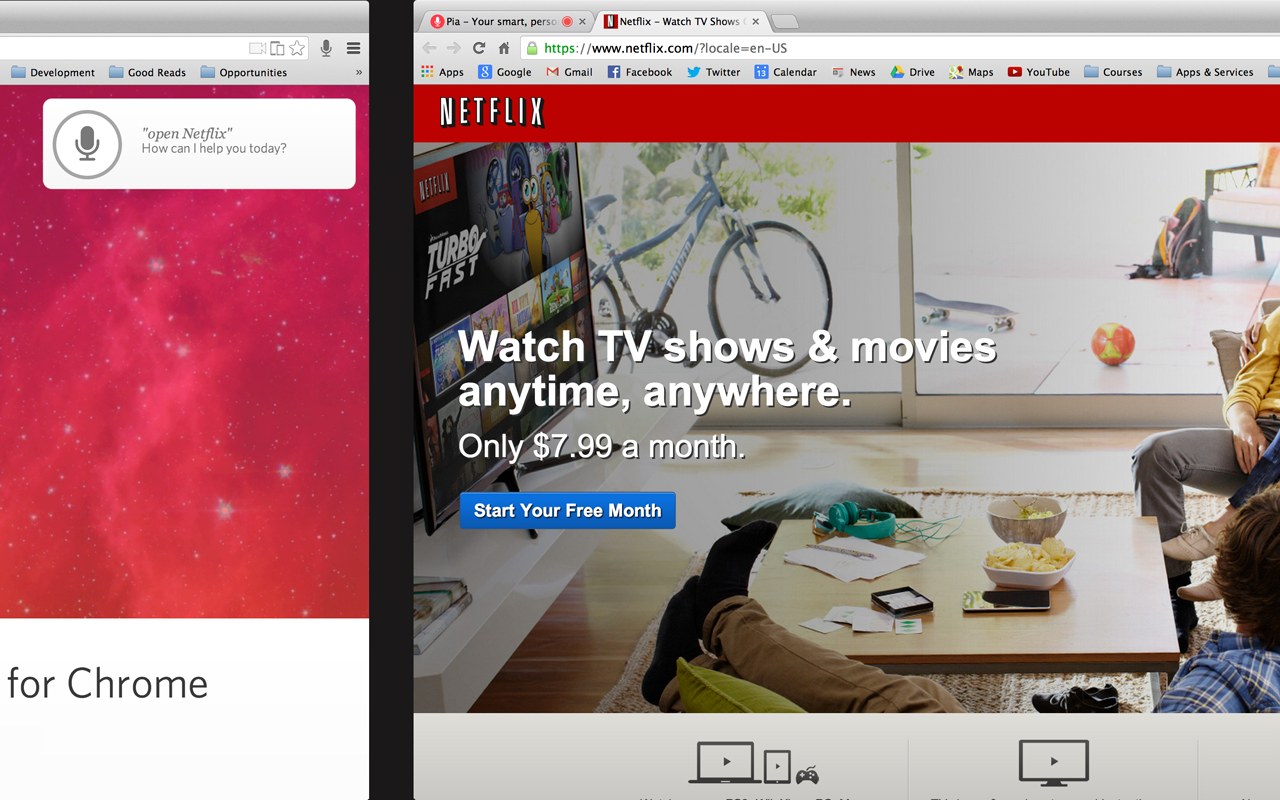 Development Good Reads Opportunities »
"open Netflix"
How can I help you today?
for Chrome
Pia – Your smart, perso
Netflix – Watch TV Shows
https://www.netflix.com/?locale=en-US
Apps Google Gmail Facebook Twitter 13 Calendar News Drive Maps YouTube Courses Apps & Services
NETFLIX
NETFLIX
TURBO
FAST
Watch TV shows & movies
anytime, anywhere.
Only $7.99 a month.
Start Your Free Month